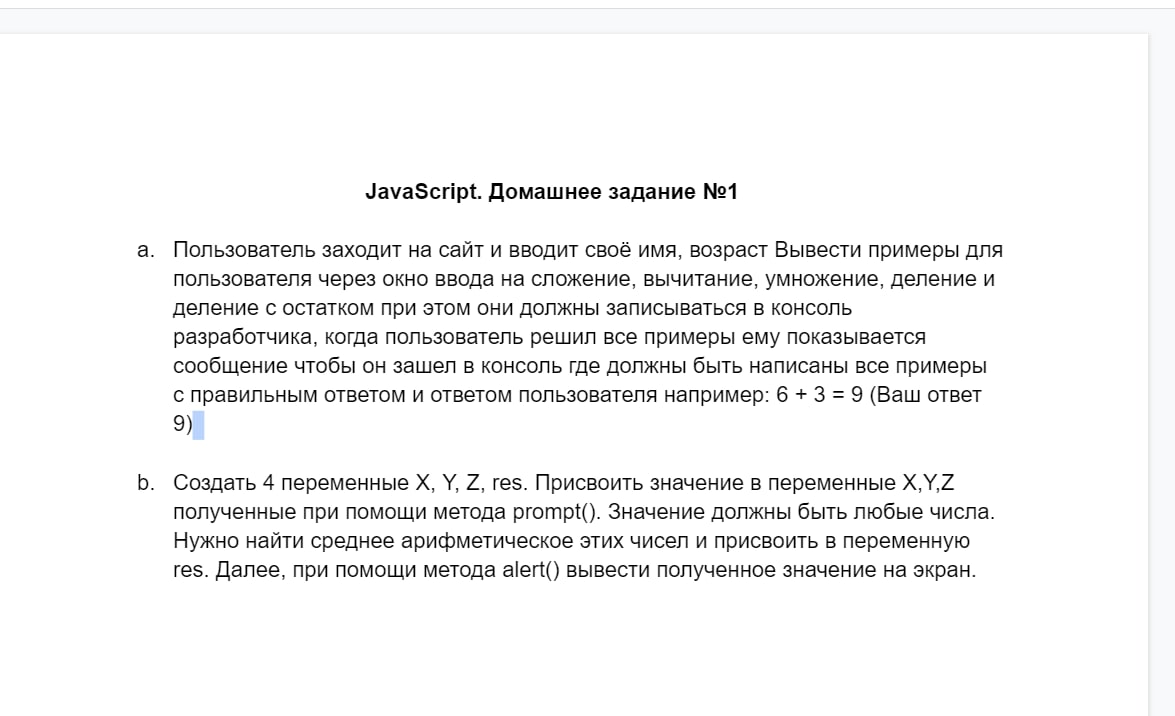 JavaScript. Домашнее задание №1
a. Пользователь заходит на сайт и вводит своё имя, возраст Вывести примеры для
пользователя через окно ввода на сложение, вычитание, умножение, деление и
деление с остатком при этом они должны записываться в консоль
разработчика, когда пользователь решил все примеры ему показывается
сообщение чтобы он зашел в консоль где должны быть написаны все примеры
с правильным ответом и ответом пользователя например: 6 + 3 = 9 (Ваш ответ
9)
b. Создать 4 переменные X, Y, Z, res. Присвоить значение в переменные X,Y,Z
полученные при помощи метода prompt(). Значение должны быть любые числа.
Нужно найти среднее арифметическое этих чисел и присвоить в переменную
res. Далее, при помощи метода alert() вывести полученное значение на экран.